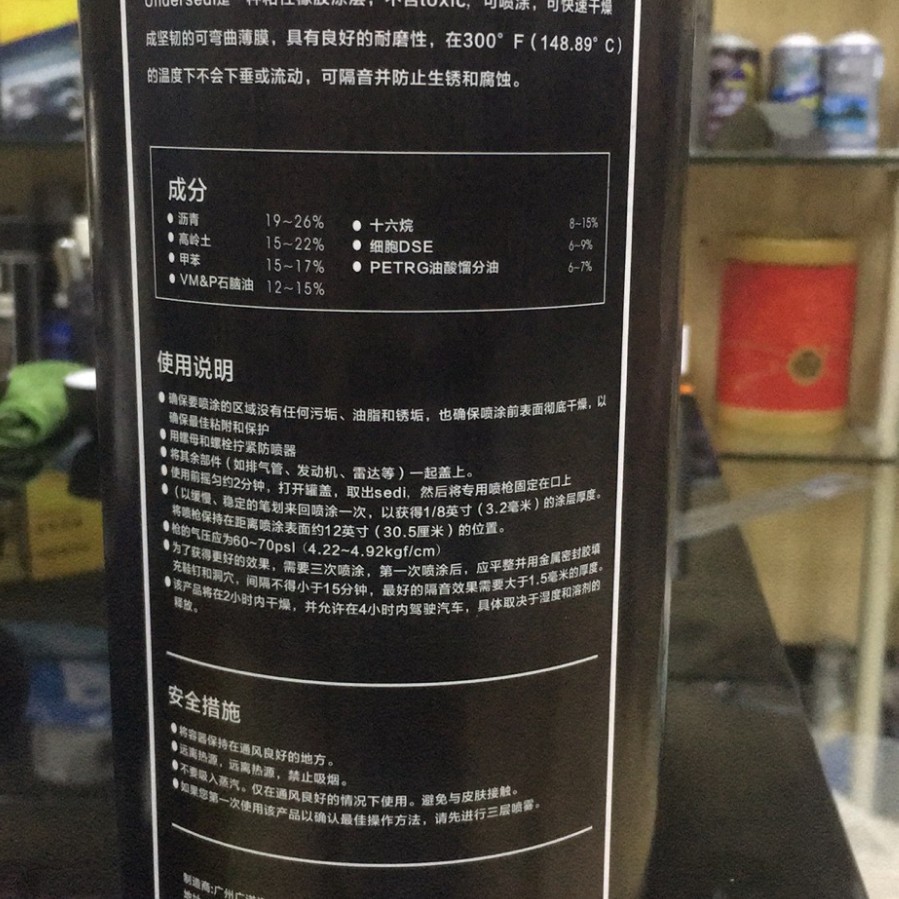 Underseal是一种粘性橡胶涂层，不含toxic，可喷涂，可快速干燥
成坚韧的可弯曲薄膜，具有良好的耐磨性，在300°F(148.89°C)
的温度下不会下垂或流动，可隔音并防止生锈和腐蚀。
成分
●沥青 19~26%
●高岭土 15~22%
●甲苯 15~17%
●VM&P石脑油 12~15%
●十六烷 8~15%
●细胞DSE 6~9%
●PETRG油酸馏分油 6~7%
使用说明
●确保要喷涂的区域没有任何污垢、油脂和锈垢，也确保喷涂前表面彻底干燥，以
确保最佳粘附和保护
●用螺母和螺栓拧紧防喷器
●将其余部件（如排气管、发动机、雷达等）一起盖上。
●使用前摇匀约2分钟，打开罐盖，取出sedi，然后将专用喷枪固定在口上
●（以缓慢、稳定的笔划来回喷涂一次，以获得1/8英寸（3.2毫米）的涂层厚度。
将喷枪保持在距离喷涂表面约12英寸（30.5厘米）的位置。
●枪的气压应为60~70psI（4.22~4.92kgf/cm）
●为了获得更好的效果，需要三次喷涂，第一次喷涂后，应平整并用金属密封胶填
充鞋钉和洞穴，间隔不得小于15分钟，最好的隔音效果需要大于1.5毫米的厚度。
●该产品将在2小时内干燥，并允许在4小时内驾驶汽车，具体取决于湿度和溶剂的
释放。
安全措施
●将容器保持在通风良好的地方。
●远离热源，远离热源，禁止吸烟。
●不要吸入蒸汽。仅在通风良好的情况下使用。避免与皮肤接触。
●如果您第一次使用该产品以确认最佳操作方法，请先进行三层喷雾。
制造商:广州广